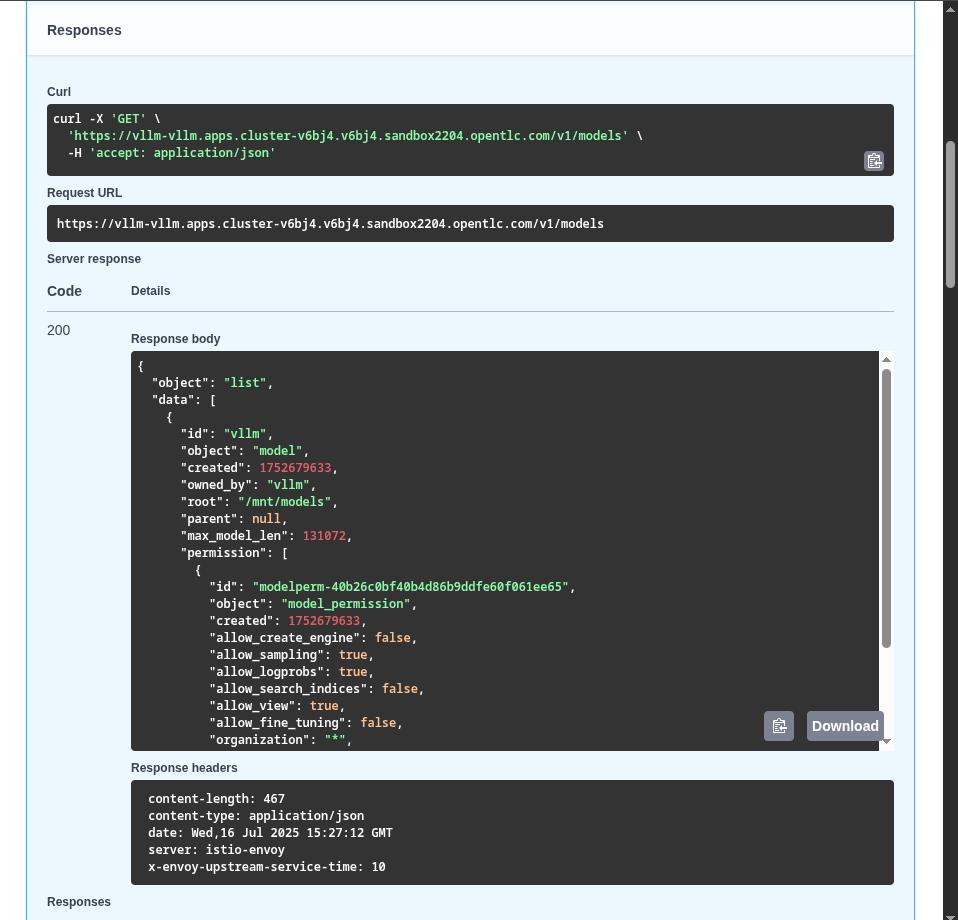 Responses
Curl
curl -X 'GET' \
  'https://vllm-vllm.apps.cluster-v6bj4.v6bj4.sandbox2204.opentlc.com/v1/models' \
  -H 'accept: application/json'
Request URL
https://vllm-vllm.apps.cluster-v6bj4.v6bj4.sandbox2204.opentlc.com/v1/models
Server response
Code Details
200
Response body
{
  "object": "list",
  "data": [
    {
      "id": "vllm",
      "object": "model",
      "created": 1752679633,
      "owned_by": "vllm",
      "root": "/mnt/models",
      "parent": null,
      "max_model_len": 131072,
      "permission": [
        {
          "id": "modelperm-40b26c0bf40b4d86b9ddfe60f061ee65",
          "object": "model_permission",
          "created": 1752679633,
          "allow_create_engine": false,
          "allow_sampling": true,
          "allow_logprobs": true,
          "allow_search_indices": false,
          "allow_view": true,
          "allow_fine_tuning": false,
          "organization": "*",
Download
Response headers
content-length: 467
content-type: application/json
date: Wed,16 Jul 2025 15:27:12 GMT
server: istio-envoy
x-envoy-upstream-service-time: 10
Responses